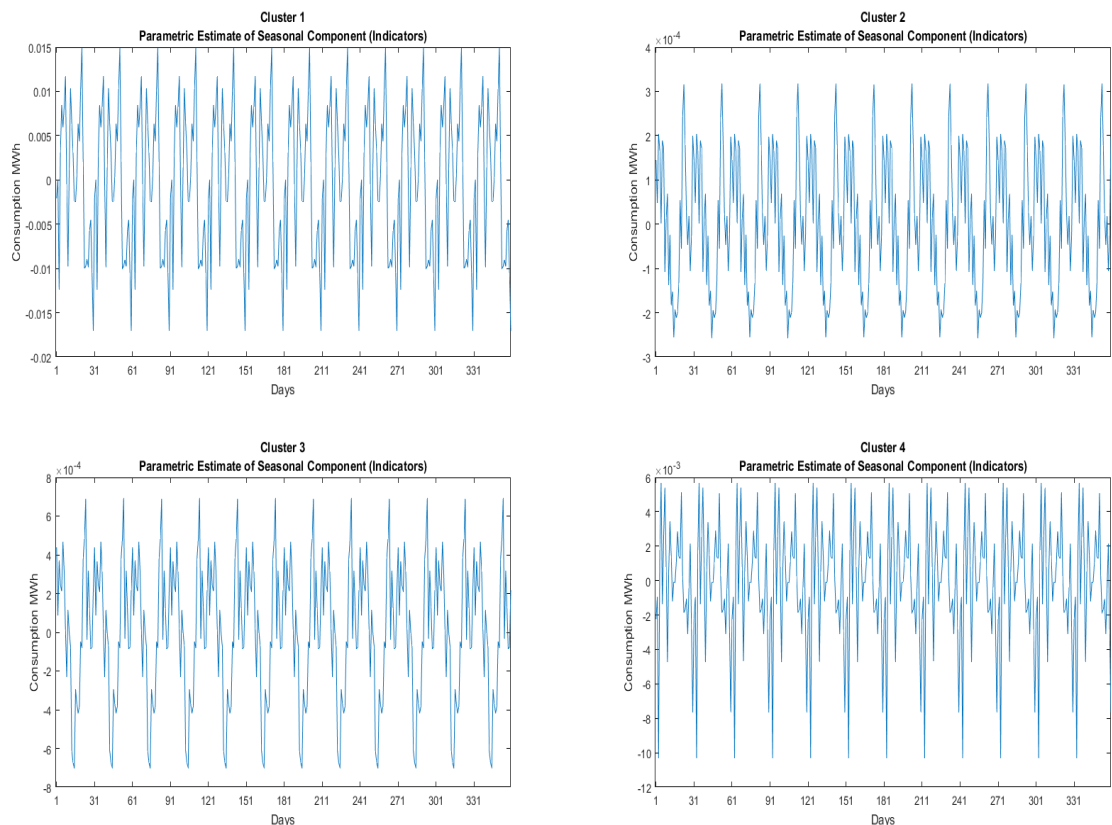 Cluster 1
Parametric Estimate of Seasonal Component (Indicators)
0.015
0.01
0.005
0
-0.005
-0.01
-0.015
-0.02
Consumption MWh
1 31 61 91 121 151 181 211 241 271 301 331
Days
Cluster 2
Parametric Estimate of Seasonal Component (Indicators)
×10⁻⁴
4
3
2
1
0
-1
-2
-3
Consumption MWh
1 31 61 91 121 151 181 211 241 271 301 331
Days
Cluster 3
Parametric Estimate of Seasonal Component (Indicators)
×10⁻⁴
8
6
4
2
0
-2
-4
-6
-8
Consumption MWh
1 31 61 91 121 151 181 211 241 271 301 331
Days
Cluster 4
Parametric Estimate of Seasonal Component (Indicators)
×10⁻³
6
4
2
0
-2
-4
-6
-8
-10
-12
Consumption MWh
1 31 61 91 121 151 181 211 241 271 301 331
Days